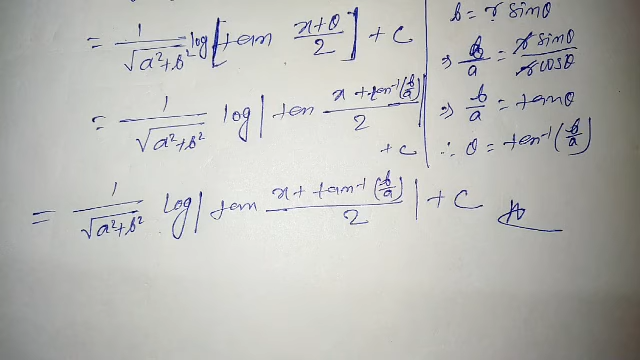 = 1/√(a²+b²) log[tan (x+θ)/2] + c
= 1/√(a²+b²) log|tan (x+tan⁻¹(b/a))/2|
+c
= 1/√(a²+b²) log|tan (x+tan⁻¹(b/a))/2| + c
b = r sinθ
⇒ b/a = r sinθ/r cosθ
⇒ b/a = tanθ
∴ θ = tan⁻¹(b/a)